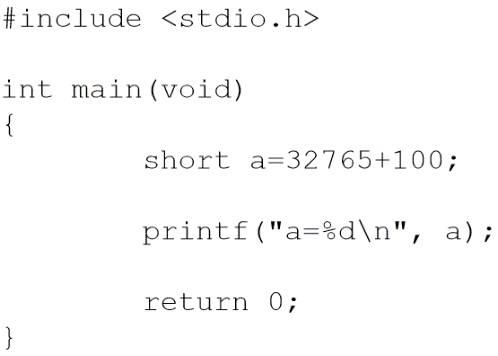 #include <stdio.h>
int main(void)
{
short a=32765+100;
printf("a=%d\n", a);
return 0;
}